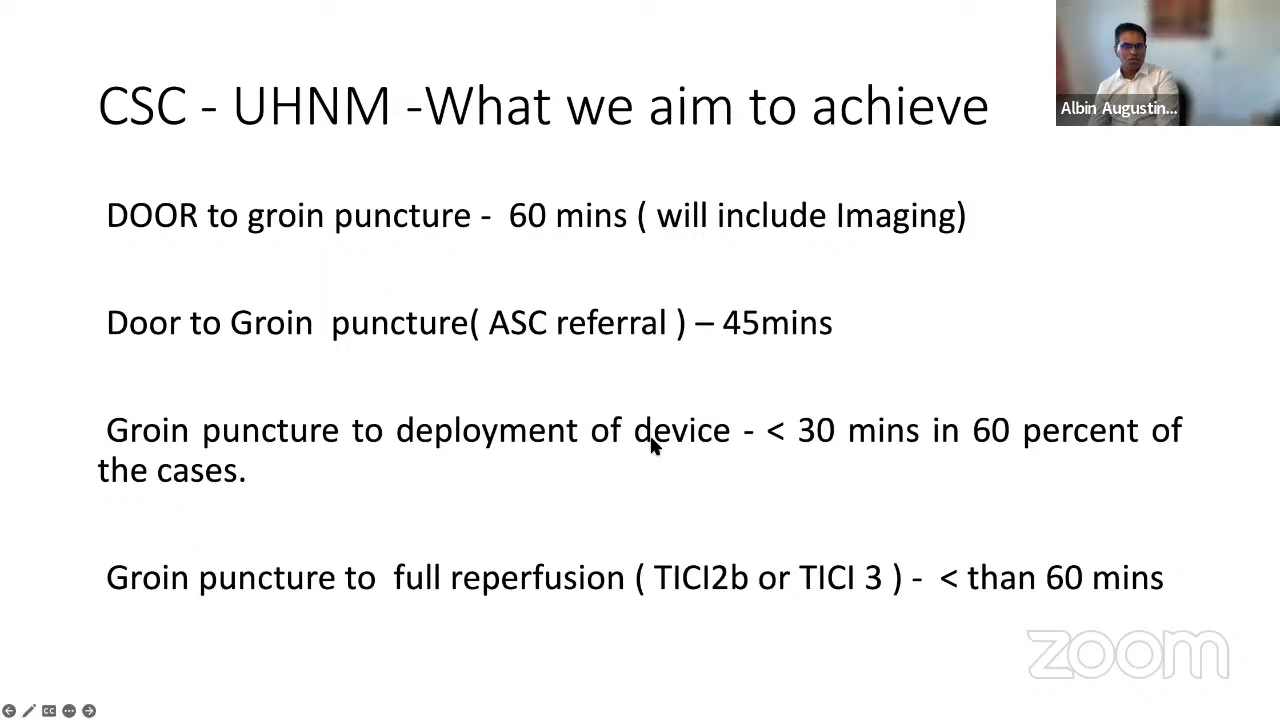 CSC - UHNM -What we aim to achieve
Albin Augustin...
DOOR to groin puncture - 60 mins ( will include Imaging)
Door to Groin puncture( ASC referral ) – 45mins
Groin puncture to deployment of device - < 30 mins in 60 percent of
the cases.
Groin puncture to full reperfusion ( TICI2b or TICI 3 ) - < than 60 mins
zoom
CC